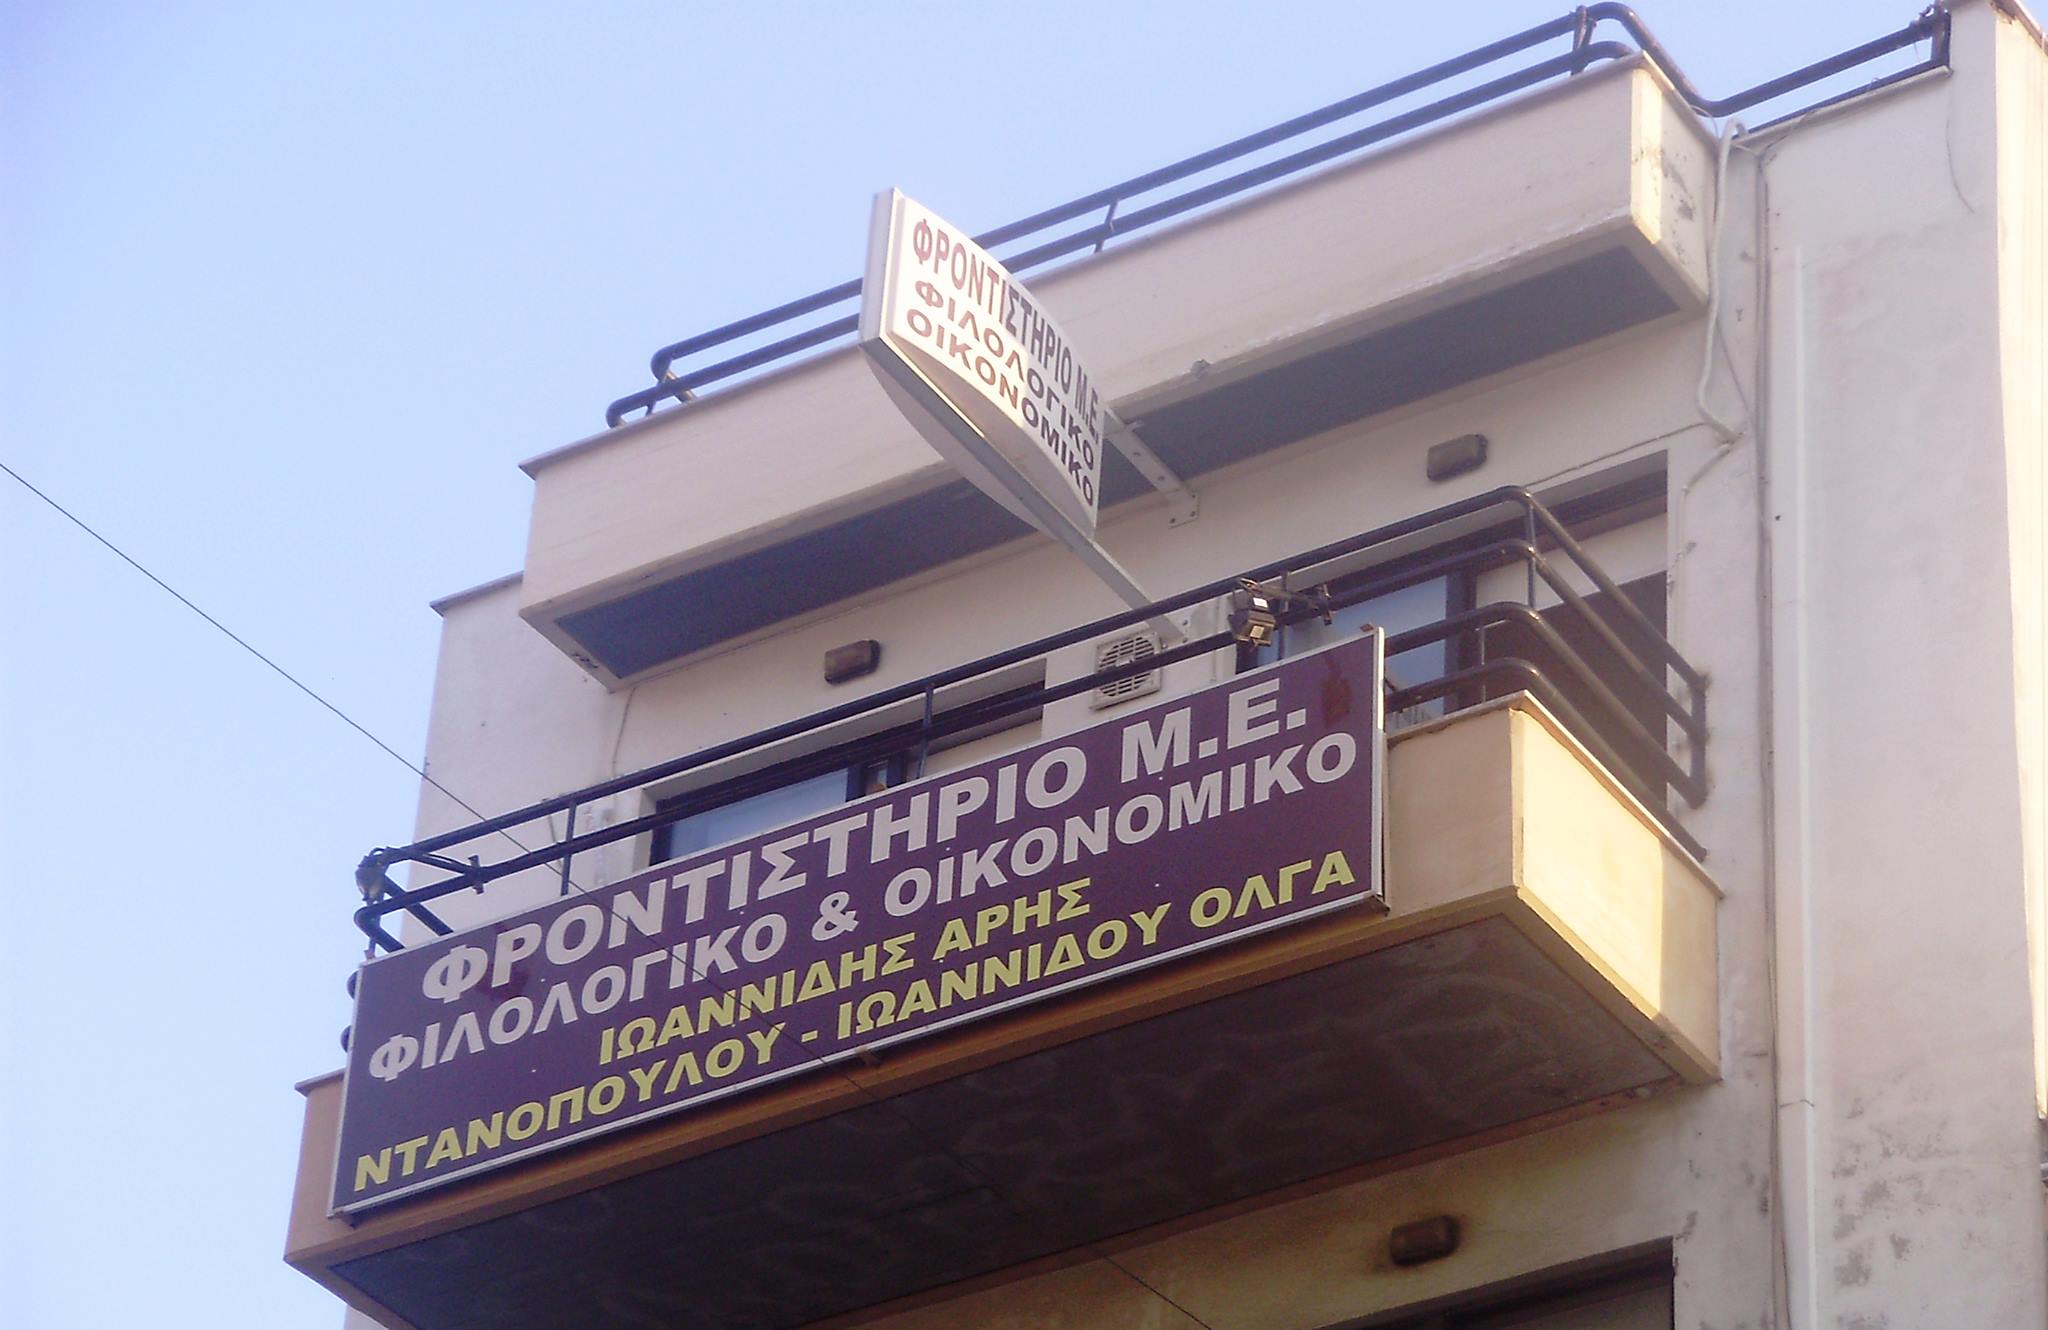 ΦΡΟΝΤΙΣΤΗΡΙΟ Μ.Ε.
ΦΙΛΟΛΟΓΙΚΟ
ΟΙΚΟΝΟΜΙΚΟ
ΦΡΟΝΤΙΣΤΗΡΙΟ Μ.Ε.
ΦΙΛΟΛΟΓΙΚΟ & ΟΙΚΟΝΟΜΙΚΟ
ΙΩΑΝΝΙΔΗΣ ΑΡΗΣ
ΝΤΑΝΟΠΟΥΛΟΥ - ΙΩΑΝΝΙΔΟΥ ΟΛΓΑ